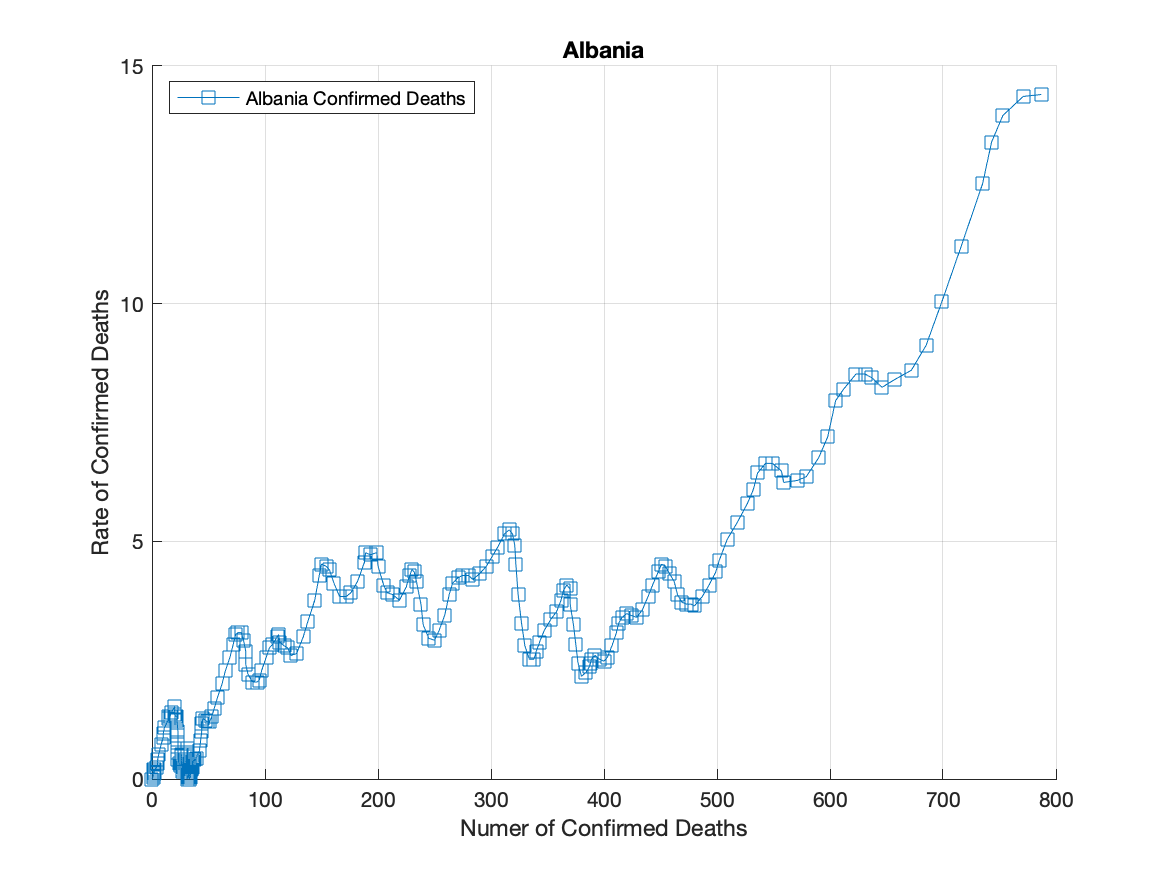 Albania
Albania Confirmed Deaths
15
10
5
0
Rate of Confirmed Deaths
0 100 200 300 400 500 600 700 800
Numer of Confirmed Deaths